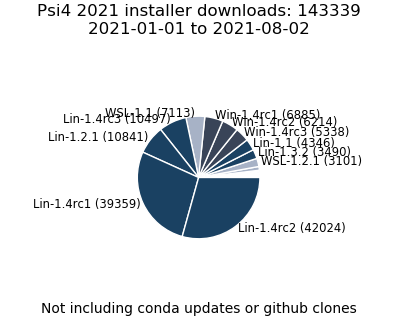 Psi4 2021 installer downloads: 143339
2021-01-01 to 2021-08-02
WSL-1.1 (7113)
Win-1.4rc1 (6885)
Lin-1.4rc3 (10497)
Win-1.4rc2 (6214)
Win-1.4rc3 (5338)
Lin-1.2.1 (10841)
Lin-1.1 (4346)
Lin-1.3.2 (3490)
WSL-1.2.1 (3101)
Lin-1.4rc1 (39359)
Lin-1.4rc2 (42024)
Not including conda updates or github clones